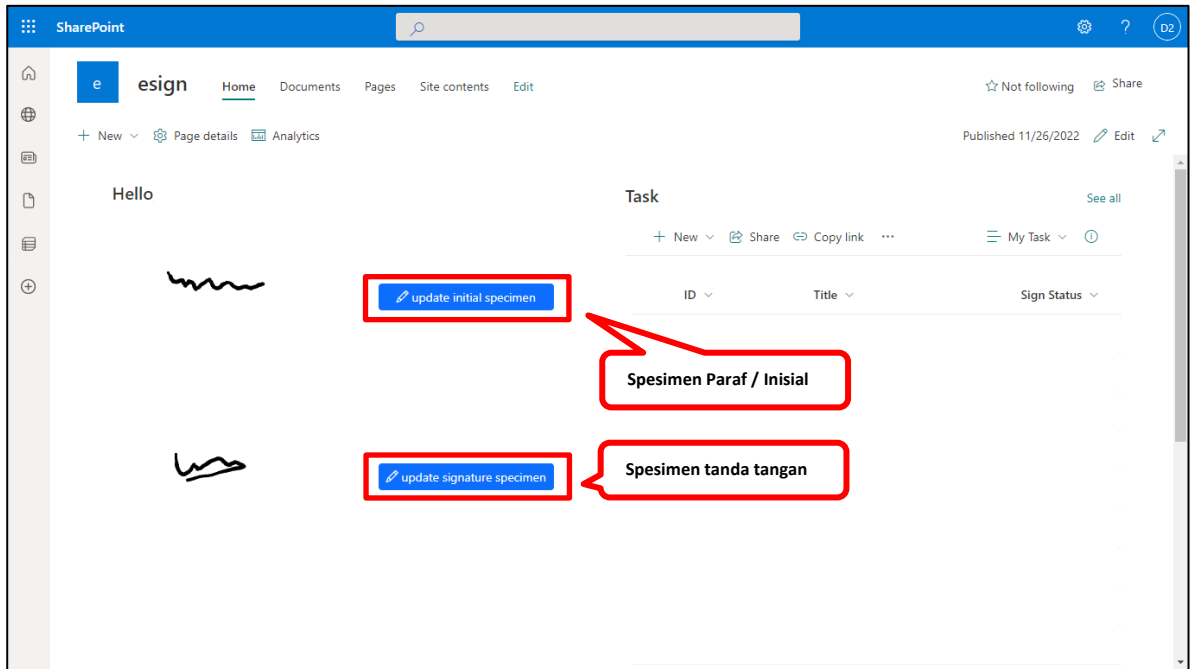 SharePoint
D2
e
esign
Home Documents Pages Site contents Edit
Not following Share
New Page details Analytics
Published 11/26/2022 Edit
Hello
Task
See all
New Share Copy link ...
My Task
ID Title Sign Status
update initial specimen
Spesimen Paraf / Inisial
update signature specimen
Spesimen tanda tangan